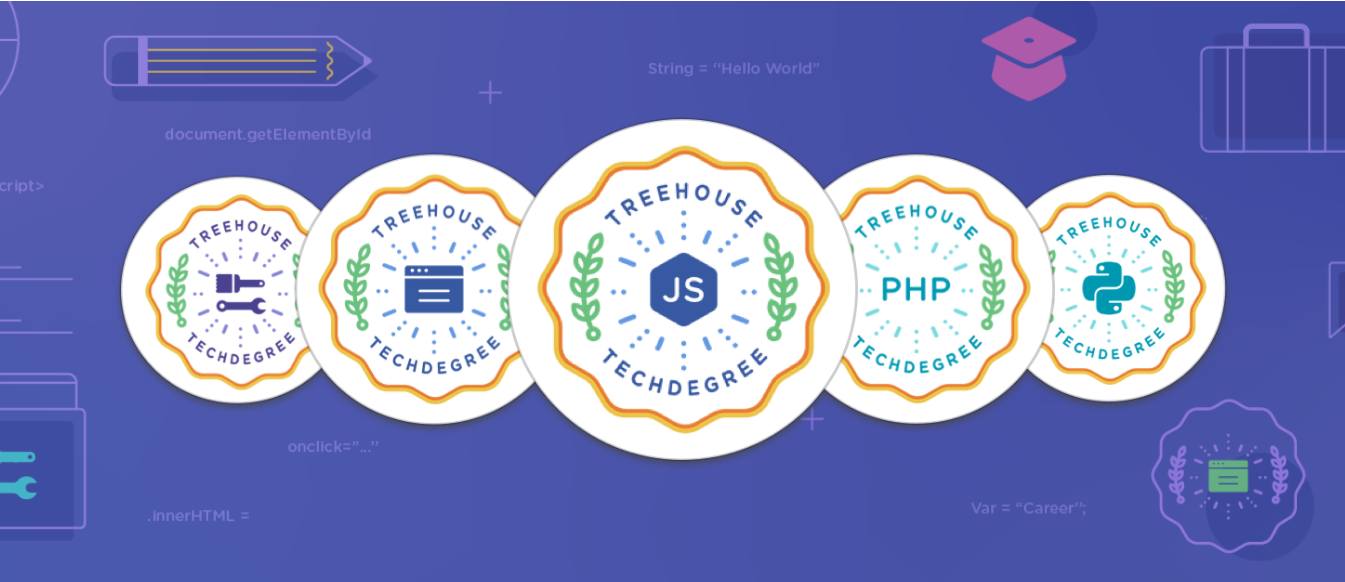 String = “Hello World”
document.getElementById
cript>
TREEHOUSE
TECHDEGREE
TREEHOUSE
TECHDEGREE
TREEHOUSE
JS
TECHDEGREE
TREEHOUSE
PHP
TECHDEGREE
TREEHOUSE
TECHDEGREE
onclick=”...”
.innerHTML =
Var = “Career”;